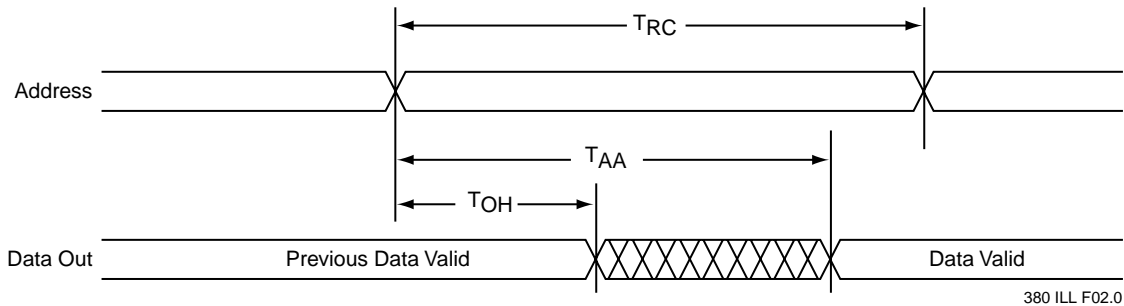 TRC
Address
TAA
TOH
Data Out
Previous Data Valid
Data Valid
380 ILL F02.0